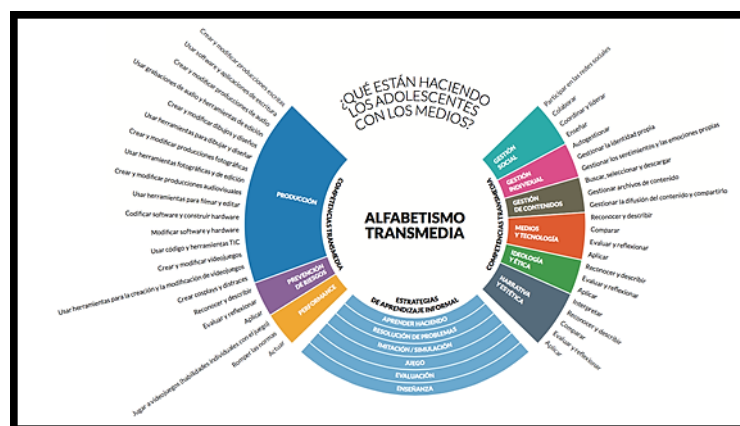 ¿QUÉ ESTÁN HACIENDO
LOS ADOLESCENTES
CON LOS MEDIOS?
ALFABETISMO
TRANSMEDIA
COMPETENCIAS TRANSMEDIA
PRODUCCIÓN
Crear y modificar producciones escritas
Usar software y aplicaciones de escritura
Crear y modificar producciones de audio
Usar grabaciones de audio y herramientas de edición
Crear y modificar dibujos y diseños
Usar herramientas para dibujar y diseñar
Crear y modificar producciones fotográficas
Usar herramientas fotográficas y de edición
Crear y modificar producciones audiovisuales
Usar herramientas para filmar y editar
Codificar software y construir hardware
Modificar software y hardware
Usar código y herramientas TIC
Crear y modificar videojuegos
Usar herramientas para la creación y la modificación de videojuegos
Crear cosplays y disfraces
PREVENCIÓN
DE RIESGOS
Reconocer y describir
Evaluar y reflexionar
Aplicar
PERFORMANCE
Jugar a videojuegos (habilidades individuales con el juego)
Romper las normas
Actuar
COMPETENCIAS TRANSMEDIA
GESTIÓN
SOCIAL
Participar en las redes sociales
Colaborar
Coordinar y liderar
Enseñar
GESTIÓN
INDIVIDUAL
Autogestionar
Gestionar la identidad propia
Gestionar los sentimientos y las emociones propias
GESTIÓN
DE CONTENIDOS
Buscar, seleccionar y descargar
Gestionar archivos de contenido
Gestionar la difusión del contenido y compartirlo
MEDIOS
Y TECNOLOGÍA
Reconocer y describir
Comparar
Evaluar y reflexionar
Aplicar
IDEOLOGÍA
Y ÉTICA
Reconocer y describir
Evaluar y reflexionar
Aplicar
NARRATIVA
Y ESTÉTICA
Interpretar
Reconocer y describir
Comparar
Evaluar y reflexionar
Aplicar
ESTRATEGIAS
DE APRENDIZAJE INFORMAL
APRENDER HACIENDO
RESOLUCIÓN DE PROBLEMAS
IMITACIÓN / SIMULACIÓN
JUEGO
EVALUACIÓN
ENSEÑANZA